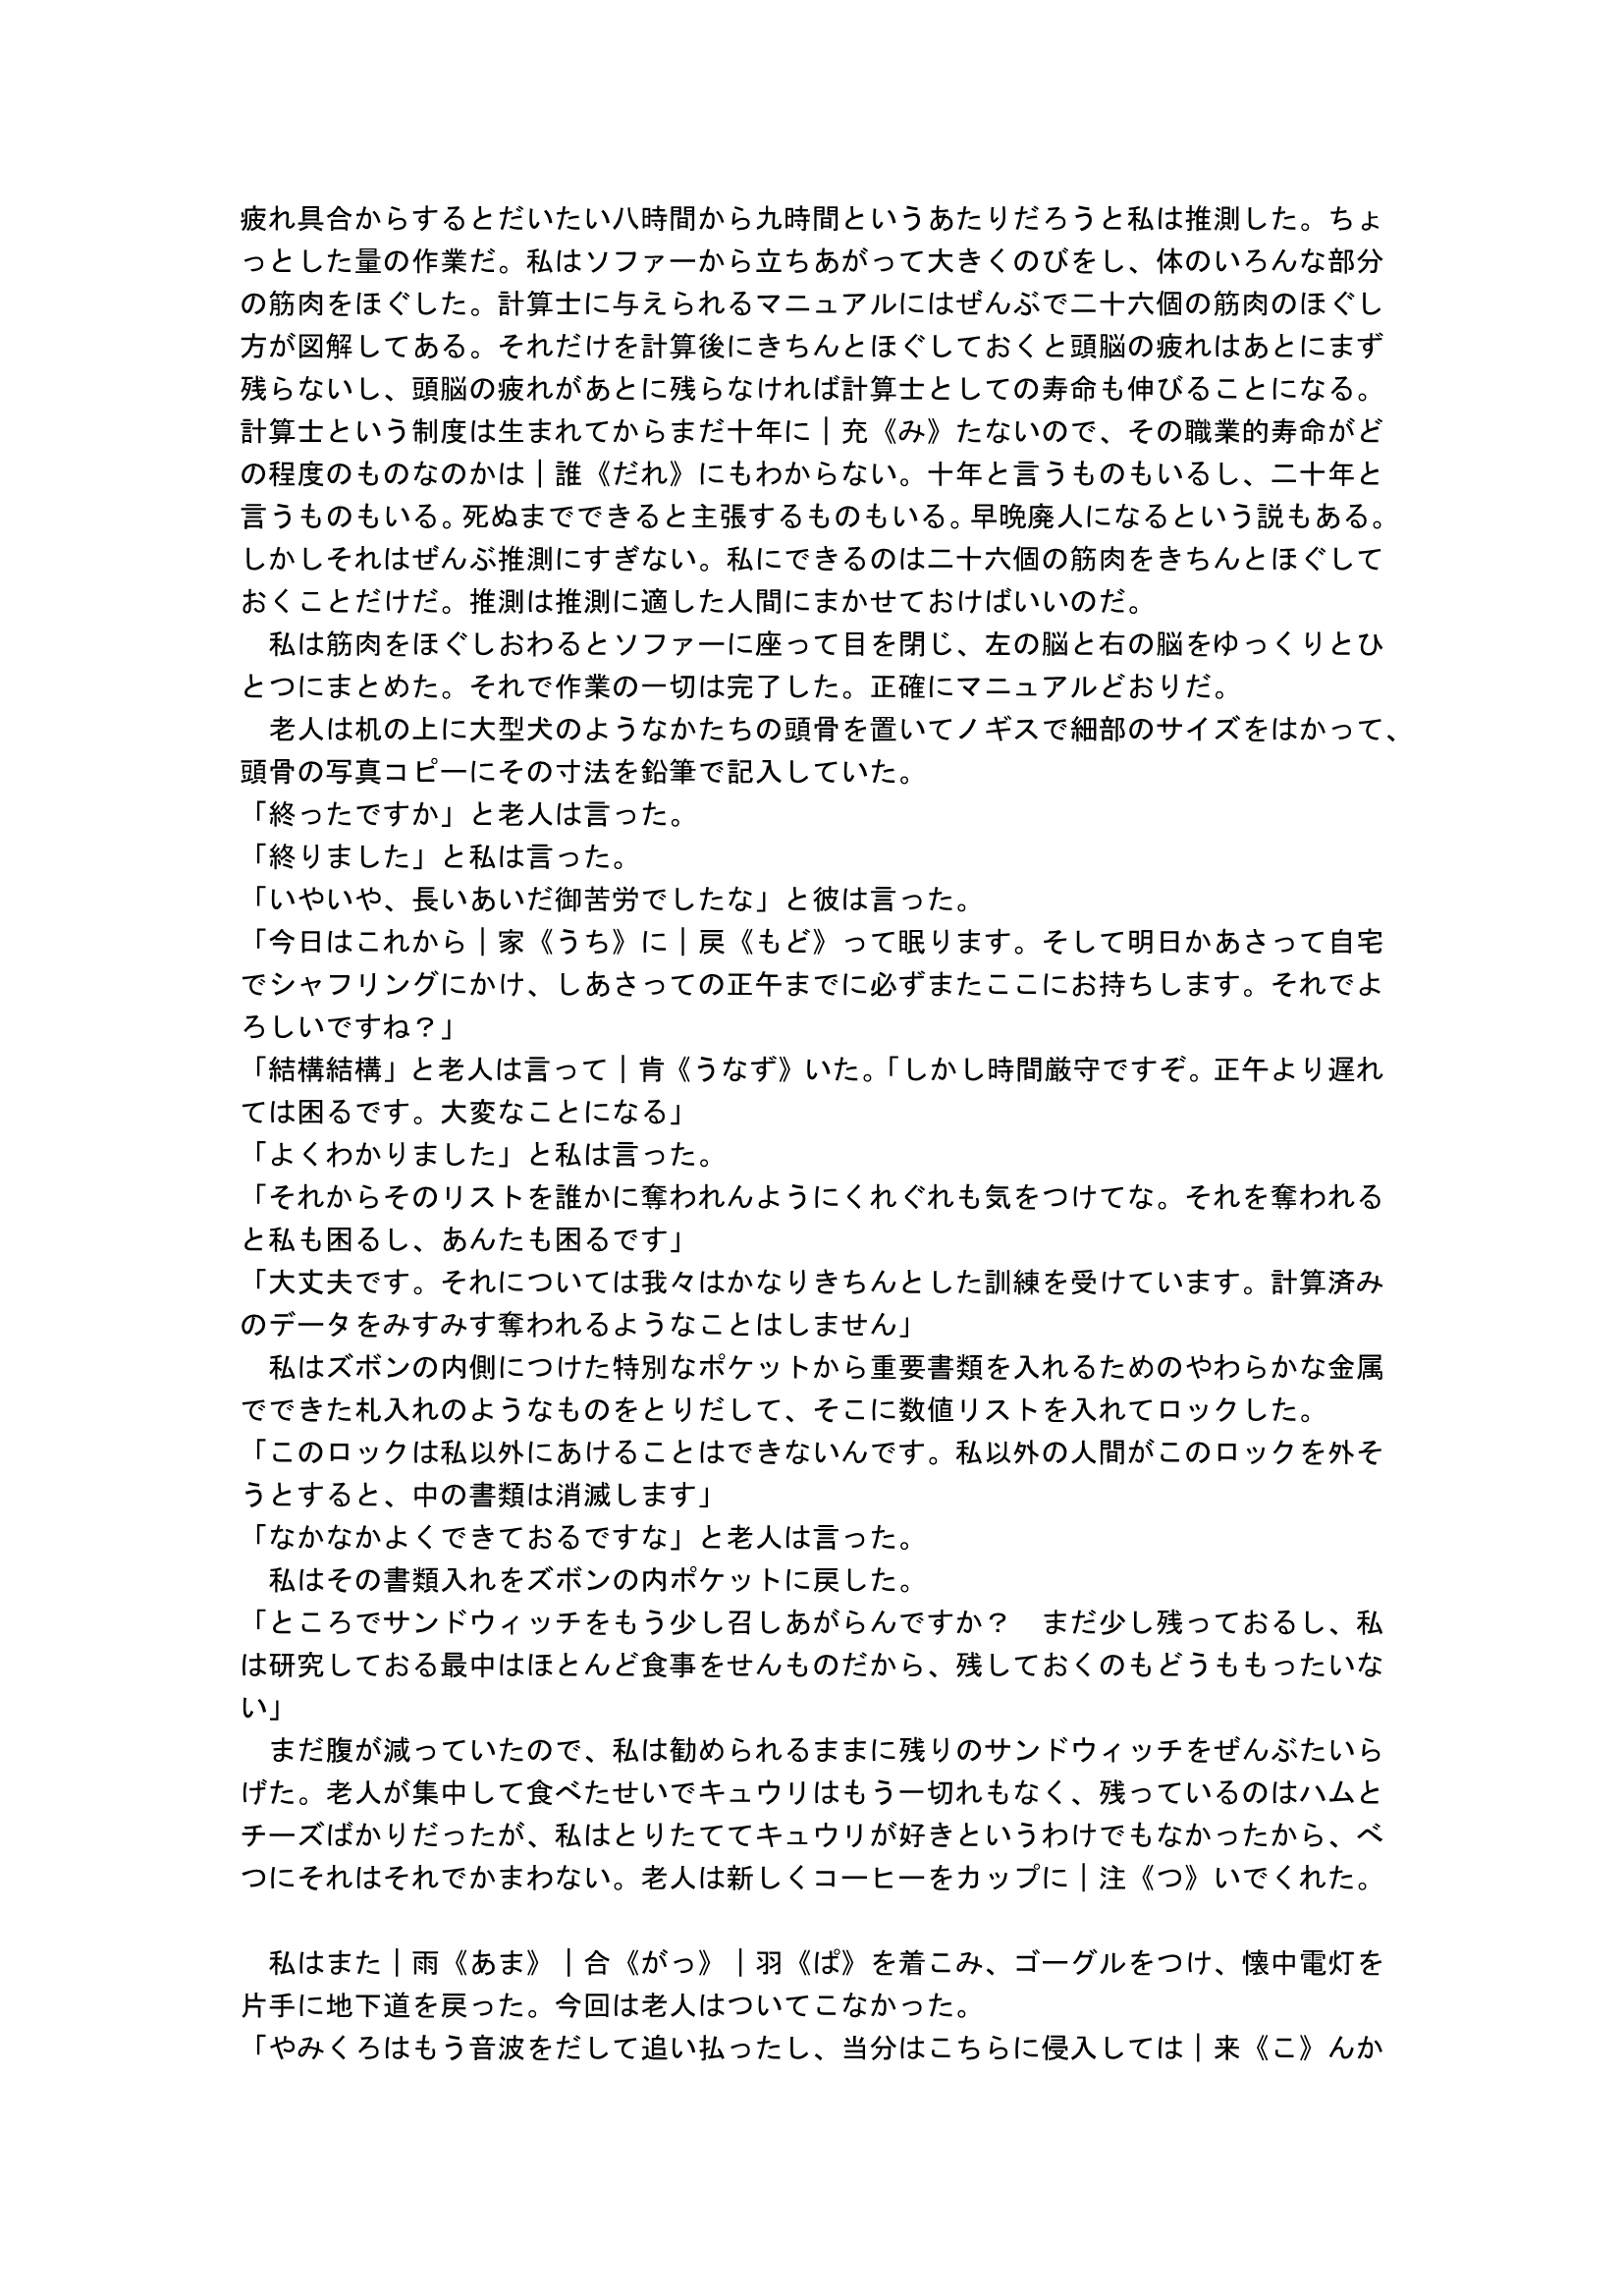 疲れ具合からするとだいたい八時間から九時間というあたりだろうと私は推測した。ちょ
っとした量の作業だ。私はソファーから立ちあがって大きくのびをし、体のいろんな部分
の筋肉をほぐした。計算士に与えられるマニュアルにはぜんぶで二十六個の筋肉のほぐし
方が図解してある。それだけを計算後にきちんとほぐしておくと頭脳の疲れはあとにまず
残らないし、頭脳の疲れがあとに残らなければ計算士としての寿命も伸びることになる。
計算士という制度は生まれてからまだ十年に｜充《み》たないので、その職業的寿命がど
の程度のものなのかは｜誰《だれ》にもわからない。十年と言うものもいるし、二十年と
言うものもいる。死ぬまでできると主張するものもいる。早晩廃人になるという説もある。
しかしそれはぜんぶ推測にすぎない。私にできるのは二十六個の筋肉をきちんとほぐして
おくことだけだ。推測は推測に適した人間にまかせておけばいいのだ。
　私は筋肉をほぐしおわるとソファーに座って目を閉じ、左の脳と右の脳をゆっくりとひ
とつにまとめた。それで作業の一切は完了した。正確にマニュアルどおりだ。
　老人は机の上に大型犬のようなかたちの頭骨を置いてノギスで細部のサイズをはかって、
頭骨の写真コピーにその寸法を鉛筆で記入していた。
「終ったですか」と老人は言った。
「終りました」と私は言った。
「いやいや、長いあいだ御苦労でしたな」と彼は言った。
「今日はこれから｜家《うち》に｜戻《もど》って眠ります。そして明日かあさって自宅
でシャフリングにかけ、しあさっての正午までに必ずまたここにお持ちします。それでよ
ろしいですね？」
「結構結構」と老人は言って｜肯《うなず》いた。「しかし時間厳守ですぞ。正午より遅れ
ては困るです。大変なことになる」
「よくわかりました」と私は言った。
「それからそのリストを誰かに奪われんようにくれぐれも気をつけてな。それを奪われる
と私も困るし、あんたも困るです」
「大丈夫です。それについては我々はかなりきちんとした訓練を受けています。計算済み
のデータをみすみす奪われるようなことはしません」
　私はズボンの内側につけた特別なポケットから重要書類を入れるためのやわらかな金属
でできた札入れのようなものをとりだして、そこに数値リストを入れてロックした。
「このロックは私以外にあけることはできないんです。私以外の人間がこのロックを外そ
うとすると、中の書類は消滅します」
「なかなかよくできておるですな」と老人は言った。
　私はその書類入れをズボンの内ポケットに戻した。
「ところでサンドウィッチをもう少し召しあがらんですか？　まだ少し残っておるし、私
は研究しておる最中はほとんど食事をせんものだから、残しておくのもどうももったいな
い」
　まだ腹が減っていたので、私は勧められるままに残りのサンドウィッチをぜんぶたいら
げた。老人が集中して食べたせいでキュウリはもう一切れもなく、残っているのはハムと
チーズばかりだったが、私はとりたててキュウリが好きというわけでもなかったから、べ
つにそれはそれでかまわない。老人は新しくコーヒーをカップに｜注《つ》いでくれた。
　私はまた｜雨《あま》｜合《がっ》｜羽《ぱ》を着こみ、ゴーグルをつけ、懐中電灯を
片手に地下道を戻った。今回は老人はついてこなかった。
「やみくろはもう音波をだして追い払ったし、当分はこちらに侵入しては｜来《こ》んか